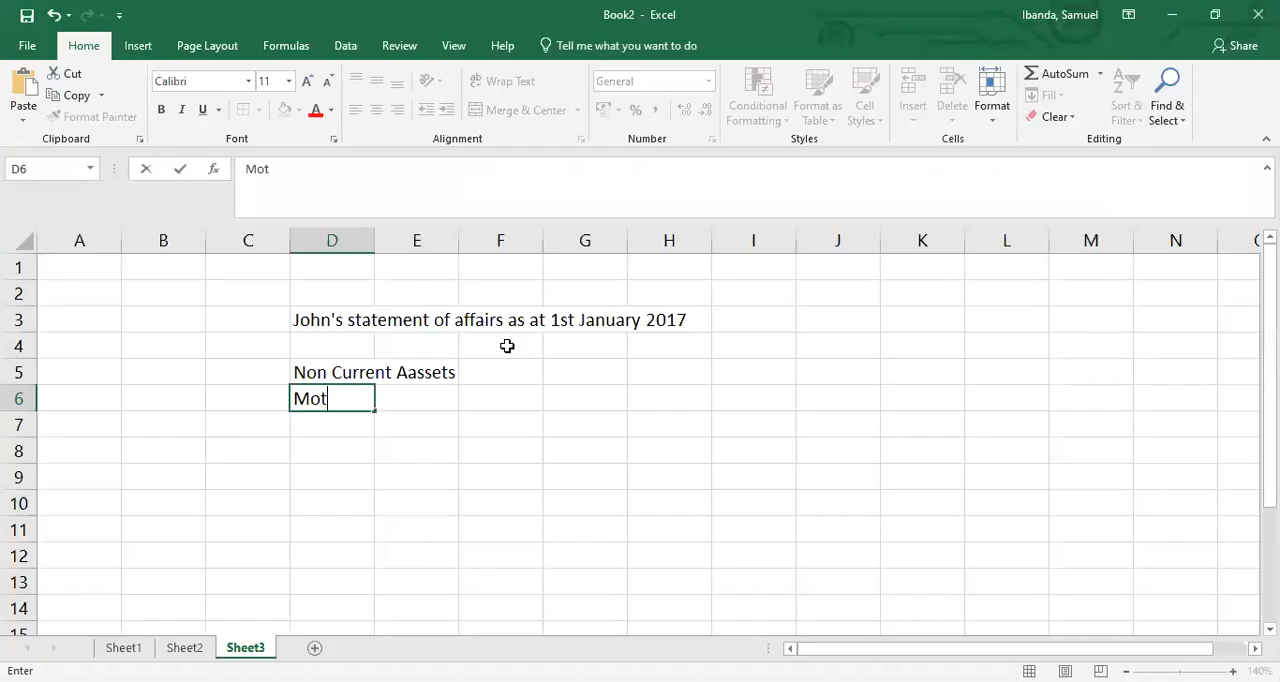 Book2 - Excel
Ibanda, Samuel
File Home Insert Page Layout Formulas Data Review View Help Tell me what you want to do Share
Paste
Cut
Copy
Format Painter
Clipboard
Calibri 11
B I U
Font
Wrap Text
Merge & Center
Alignment
General
%
Number
Conditional Formatting
Format as Table
Cell Styles
Styles
Insert Delete Format
Cells
AutoSum
Fill
Clear
Sort & Filter
Find & Select
Editing
D6 fx Mot
A B C D E F G H I J K L M N
1
2
3 John's statement of affairs as at 1st January 2017
4
5 Non Current Aassets
6 Mot
7
8
9
10
11
12
13
14
15
Sheet1 Sheet2 Sheet3
Enter 140%